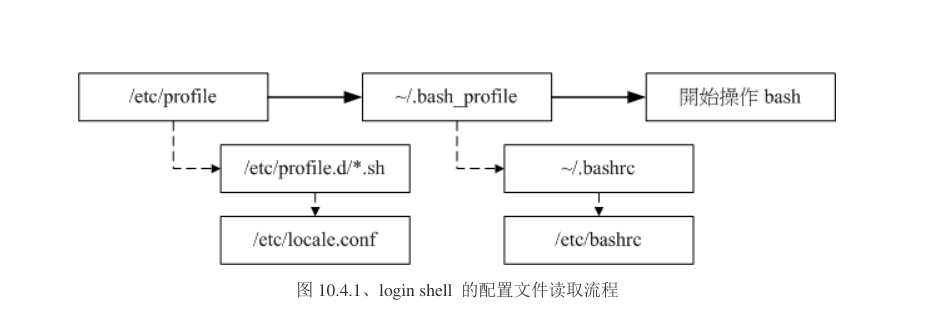 /etc/profile
~/.bash_profile
開始操作 bash
/etc/profile.d/*.sh
~/.bashrc
/etc/locale.conf
/etc/bashrc
图 10.4.1、login shell 的配置文件读取流程